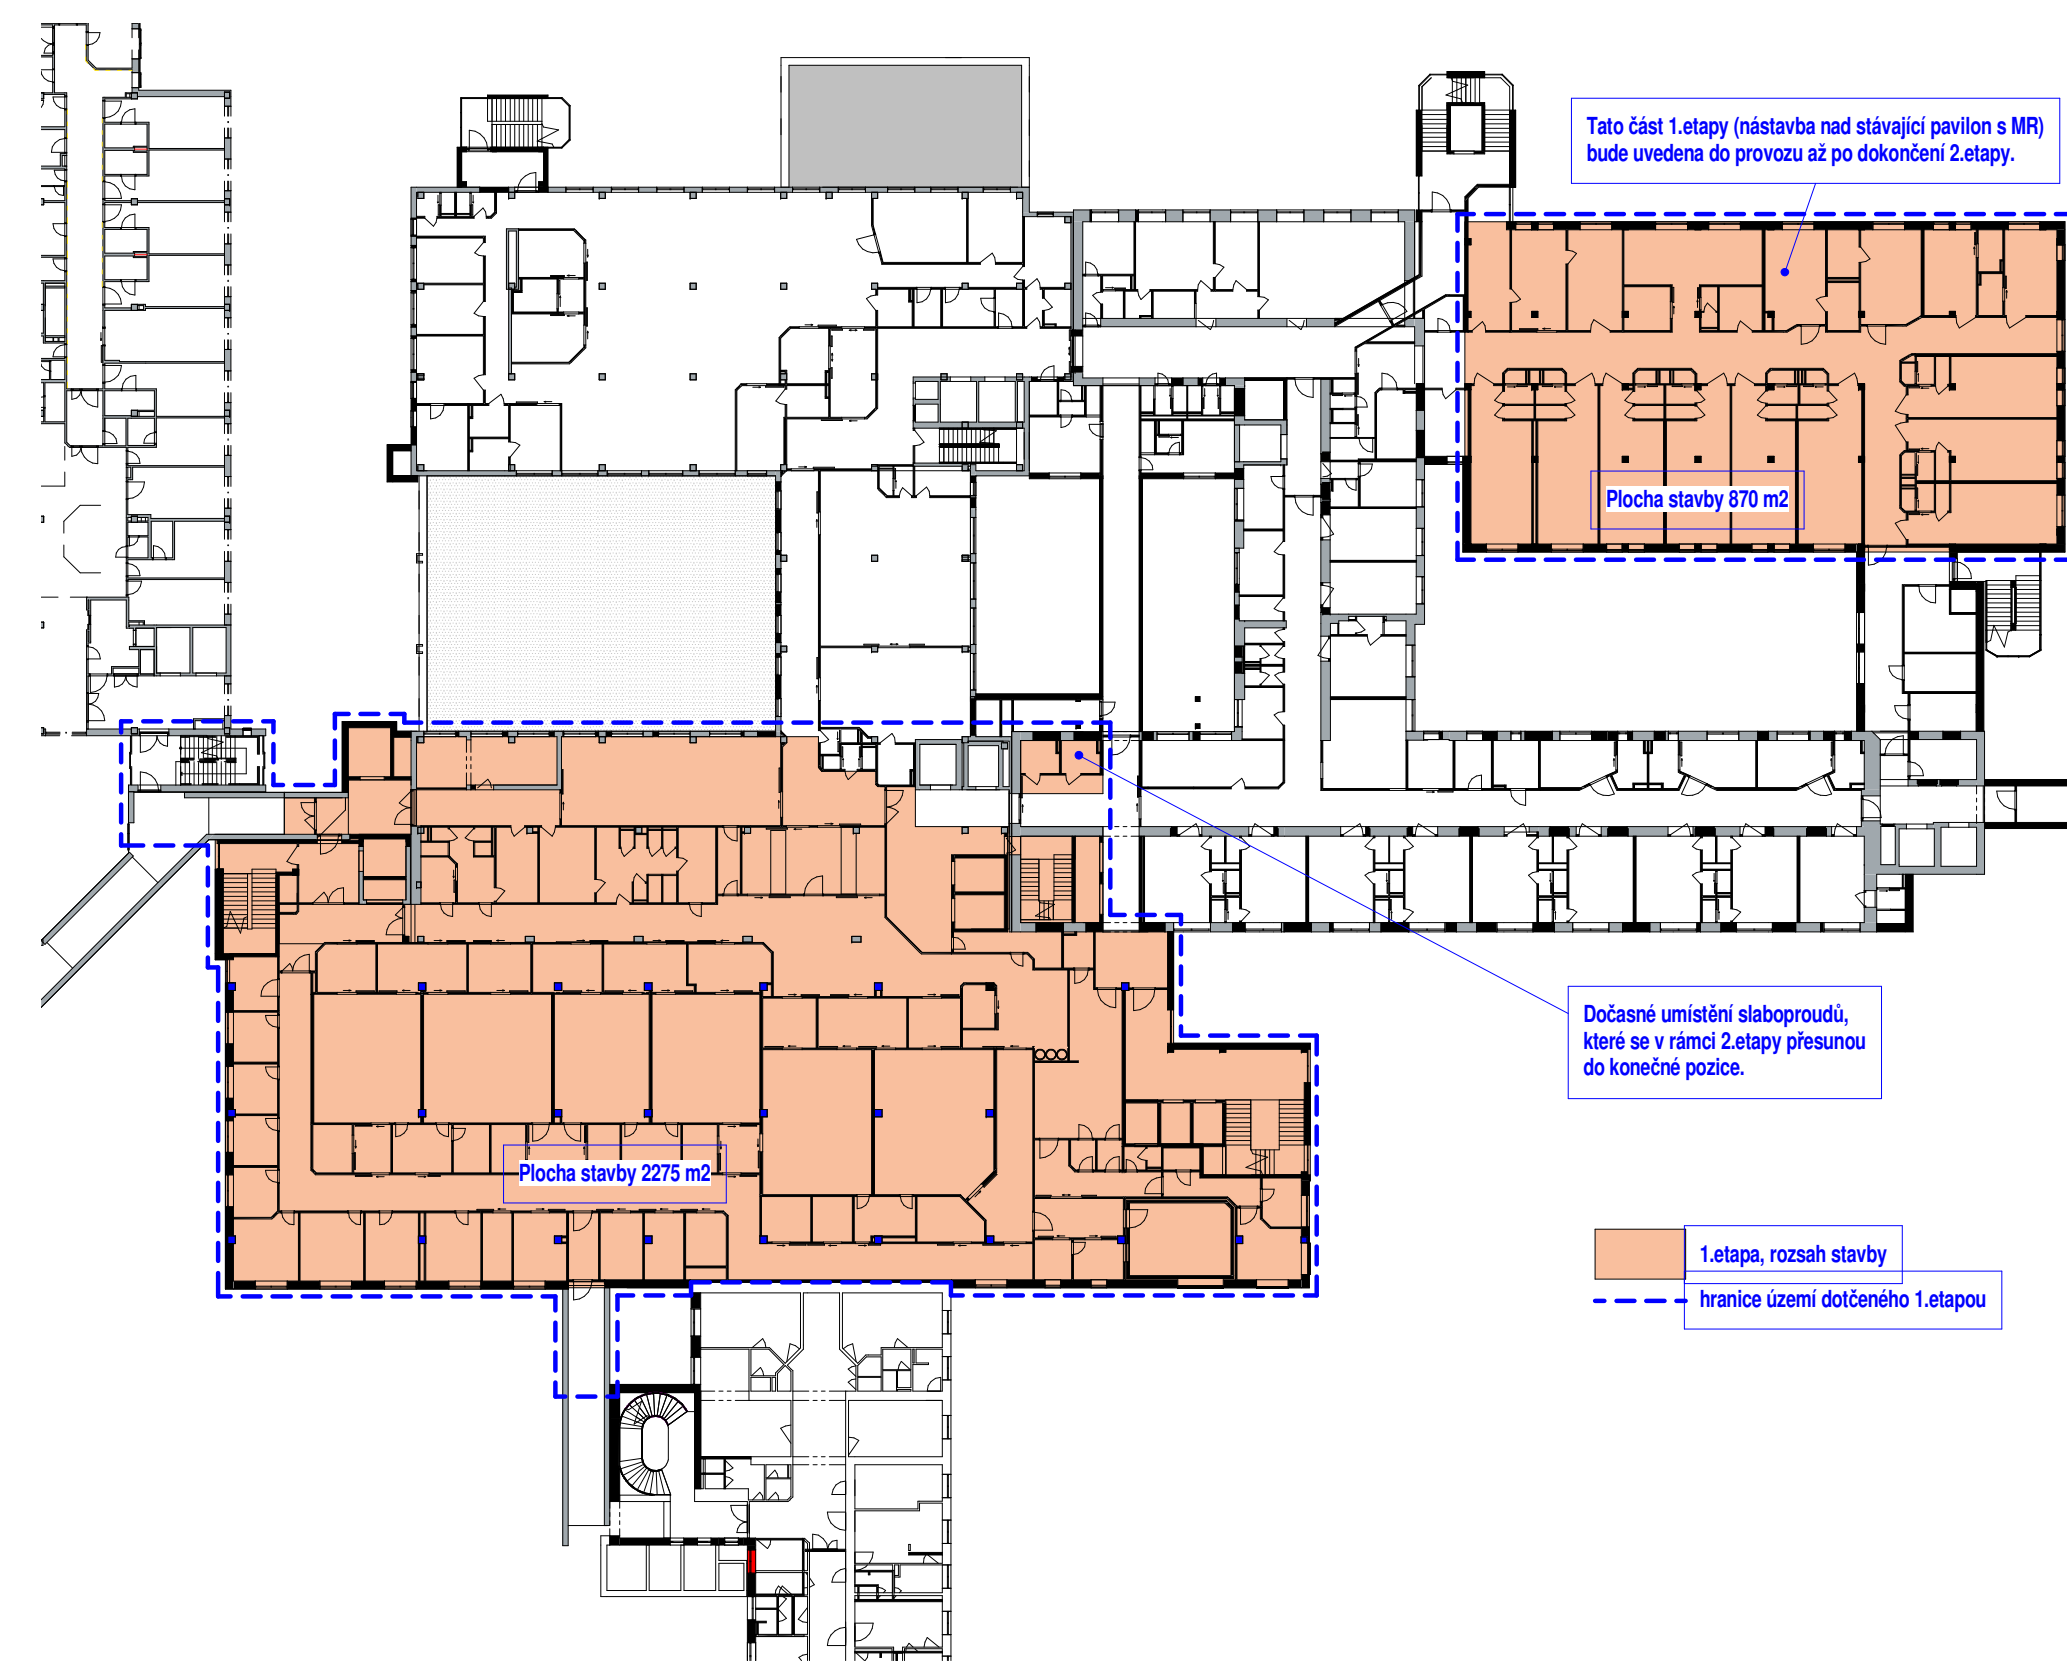 Tato část 1.etapy (nástavba nad stávající pavilon s MR)
bude uvedena do provozu až po dokončení 2.etapy.
Plocha stavby 870 m2
Dočasné umístění slaboproudů,
které se v rámci 2.etapy přesunou
do konečné pozice.
Plocha stavby 2275 m2
1.etapa, rozsah stavby
hranice území dotčeného 1.etapou